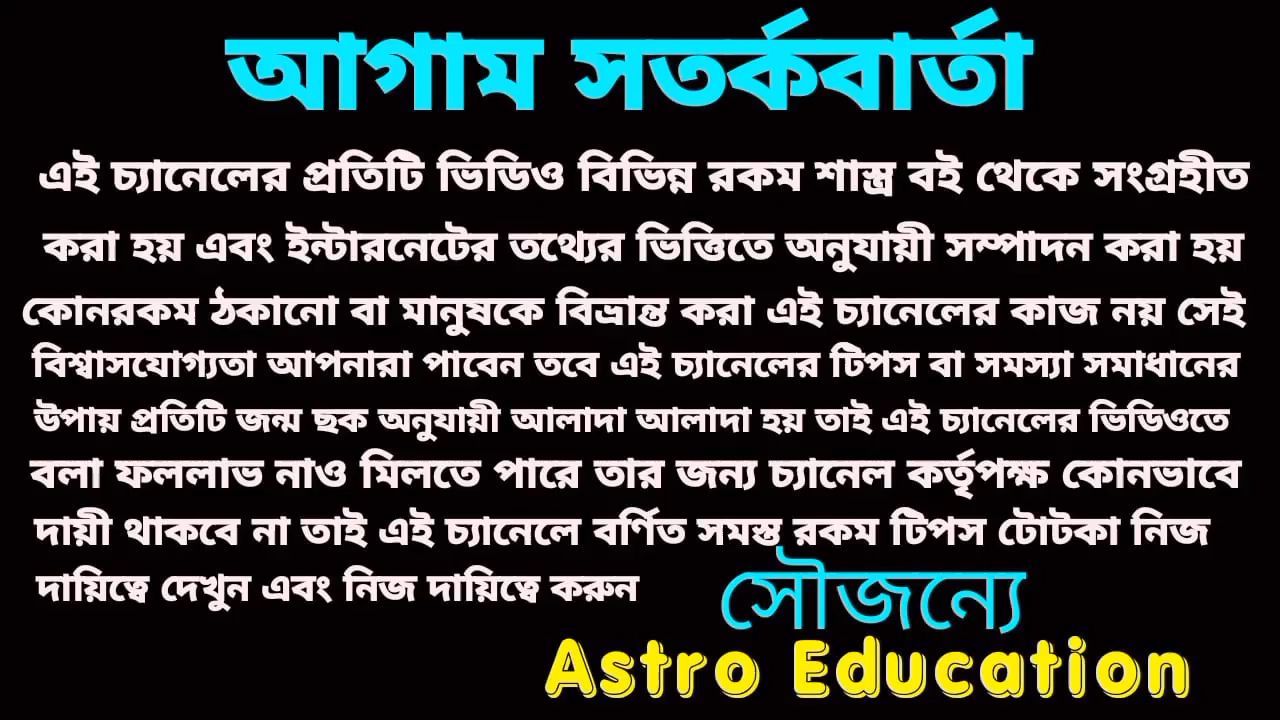 আগাম সতর্কবার্তা
এই চ্যানেলের প্রতিটি ভিডিও বিভিন্ন রকম শাস্ত্র বই থেকে সংগ্রহীত
করা হয় এবং ইন্টারনেটের তথ্যের ভিত্তিতে অনুযায়ী সম্পাদন করা হয়
কোনরকম ঠকানো বা মানুষকে বিভ্রান্ত করা এই চ্যানেলের কাজ নয় সেই
বিশ্বাসযোগ্যতা আপনারা পাবেন তবে এই চ্যানেলের টিপস বা সমস্যা সমাধানের
উপায় প্রতিটি জন্ম ছক অনুযায়ী আলাদা আলাদা হয় তাই এই চ্যানেলের ভিডিওতে
বলা ফললাভ নাও মিলতে পারে তার জন্য চ্যানেল কর্তৃপক্ষ কোনভাবে
দায়ী থাকবে না তাই এই চ্যানেলে বর্ণিত সমস্ত রকম টিপস টোটকা নিজ
দায়িত্বে দেখুন এবং নিজ দায়িত্বে করুন
সৌজন্যে
Astro Education